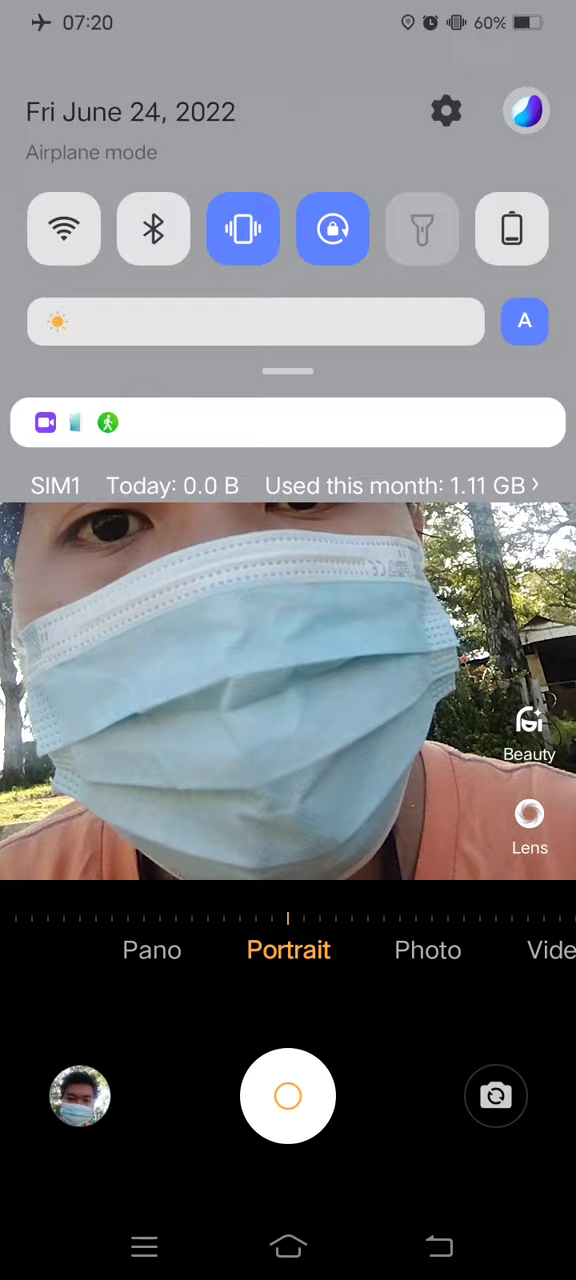 07:20 60%
Fri June 24, 2022
Airplane mode
A
SIM1 Today: 0.0 B Used this month: 1.11 GB
Beauty
Lens
Pano Portrait Photo Vide